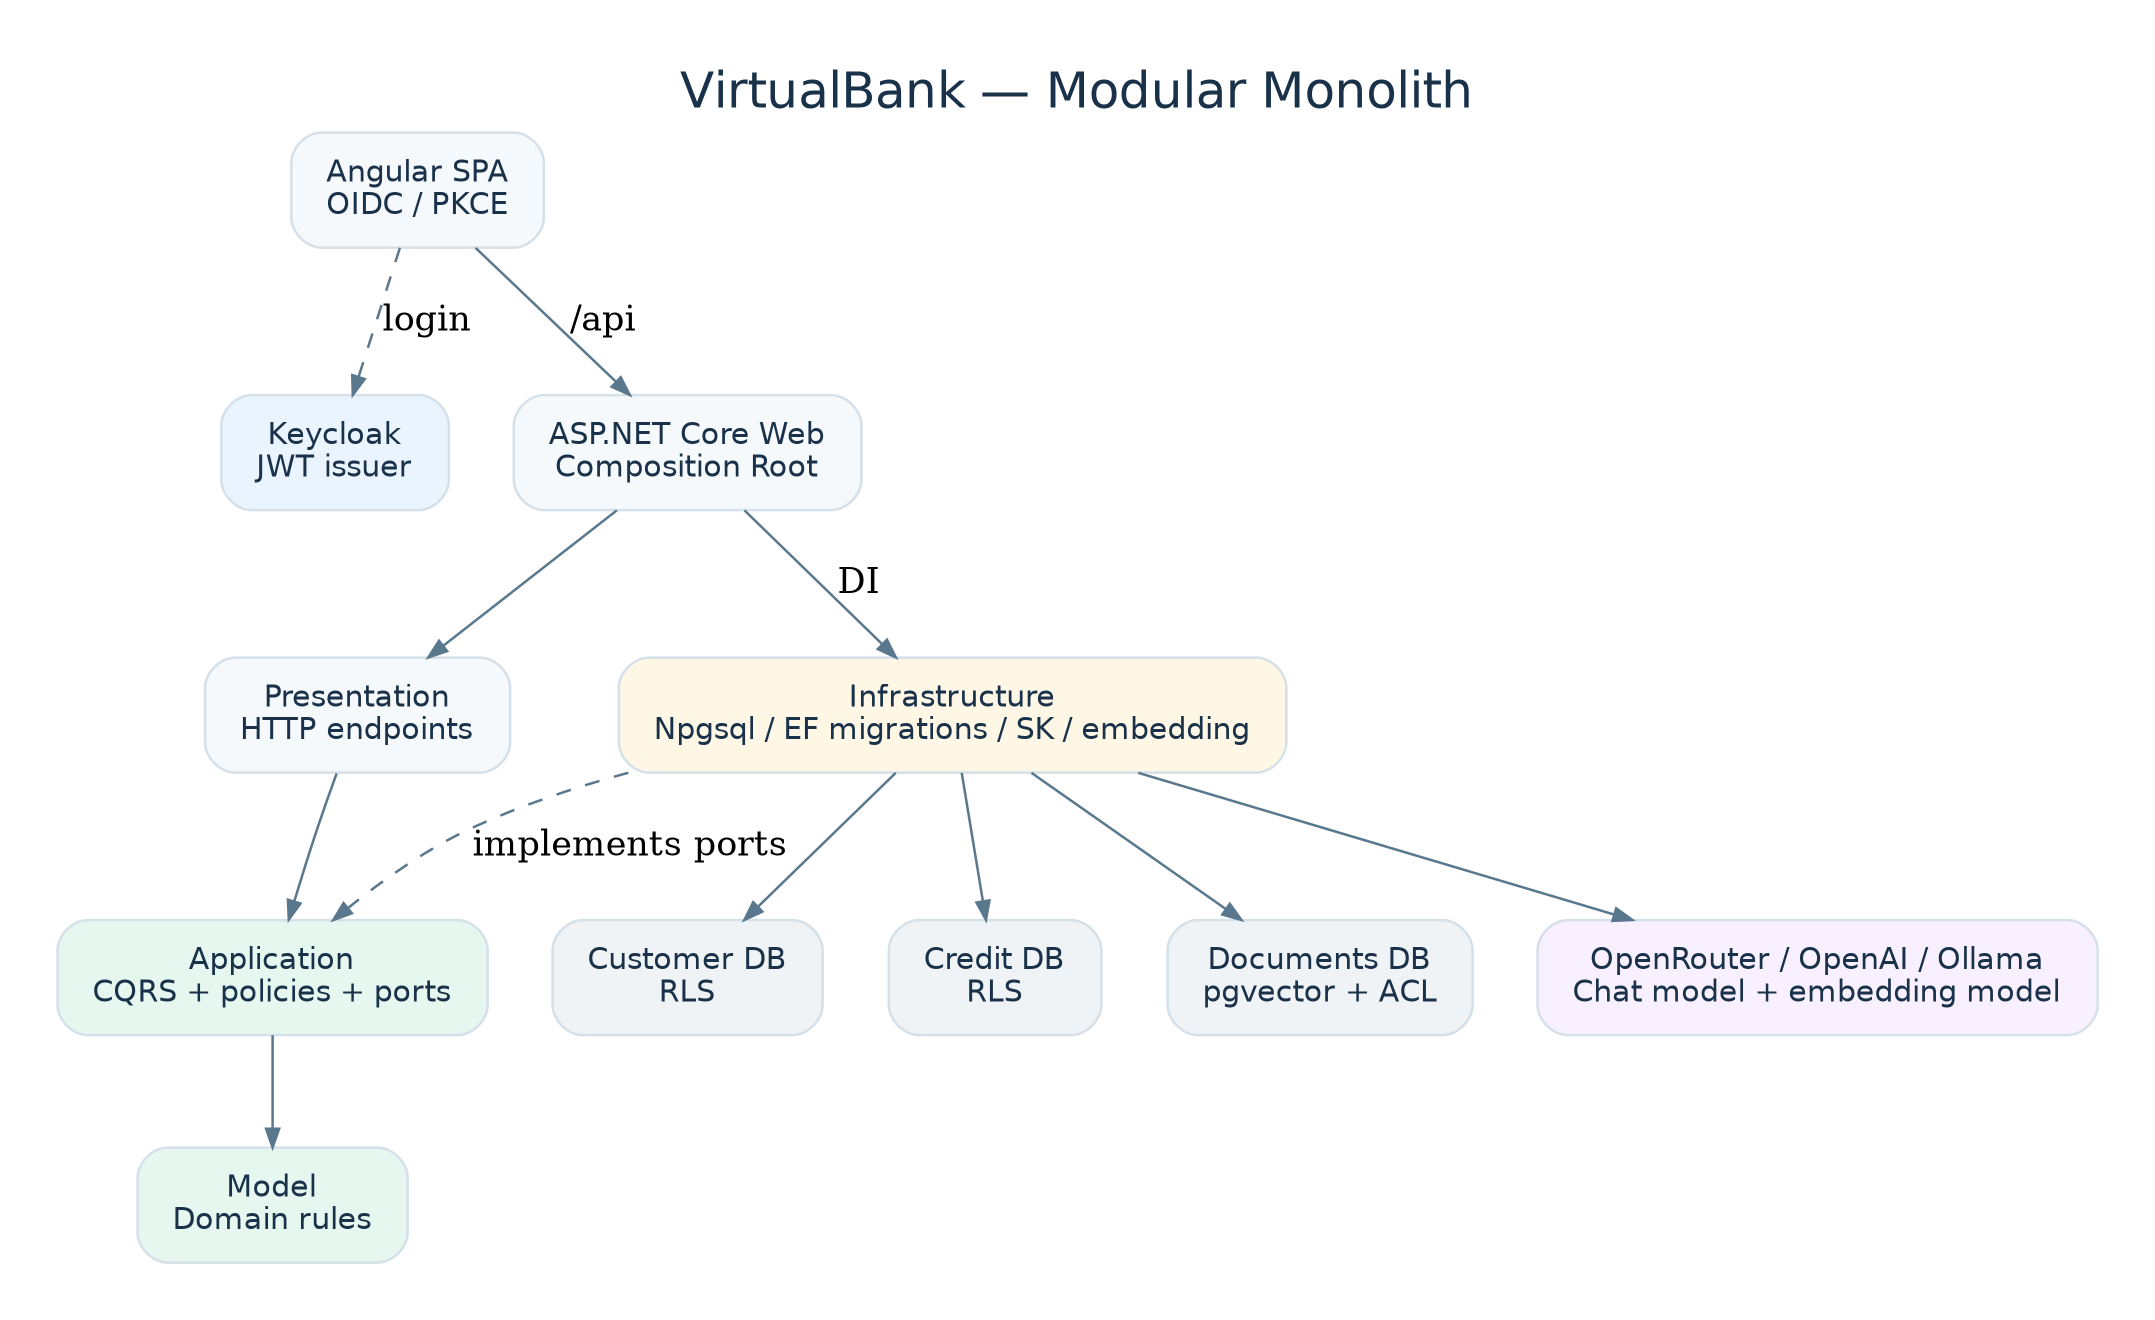 VirtualBank — Modular Monolith
Angular SPA
OIDC / PKCE
login
/api
Keycloak
JWT issuer
ASP.NET Core Web
Composition Root
DI
Presentation
HTTP endpoints
Infrastructure
Npgsql / EF migrations / SK / embedding
implements ports
Application
CQRS + policies + ports
Customer DB
RLS
Credit DB
RLS
Documents DB
pgvector + ACL
OpenRouter / OpenAI / Ollama
Chat model + embedding model
Model
Domain rules